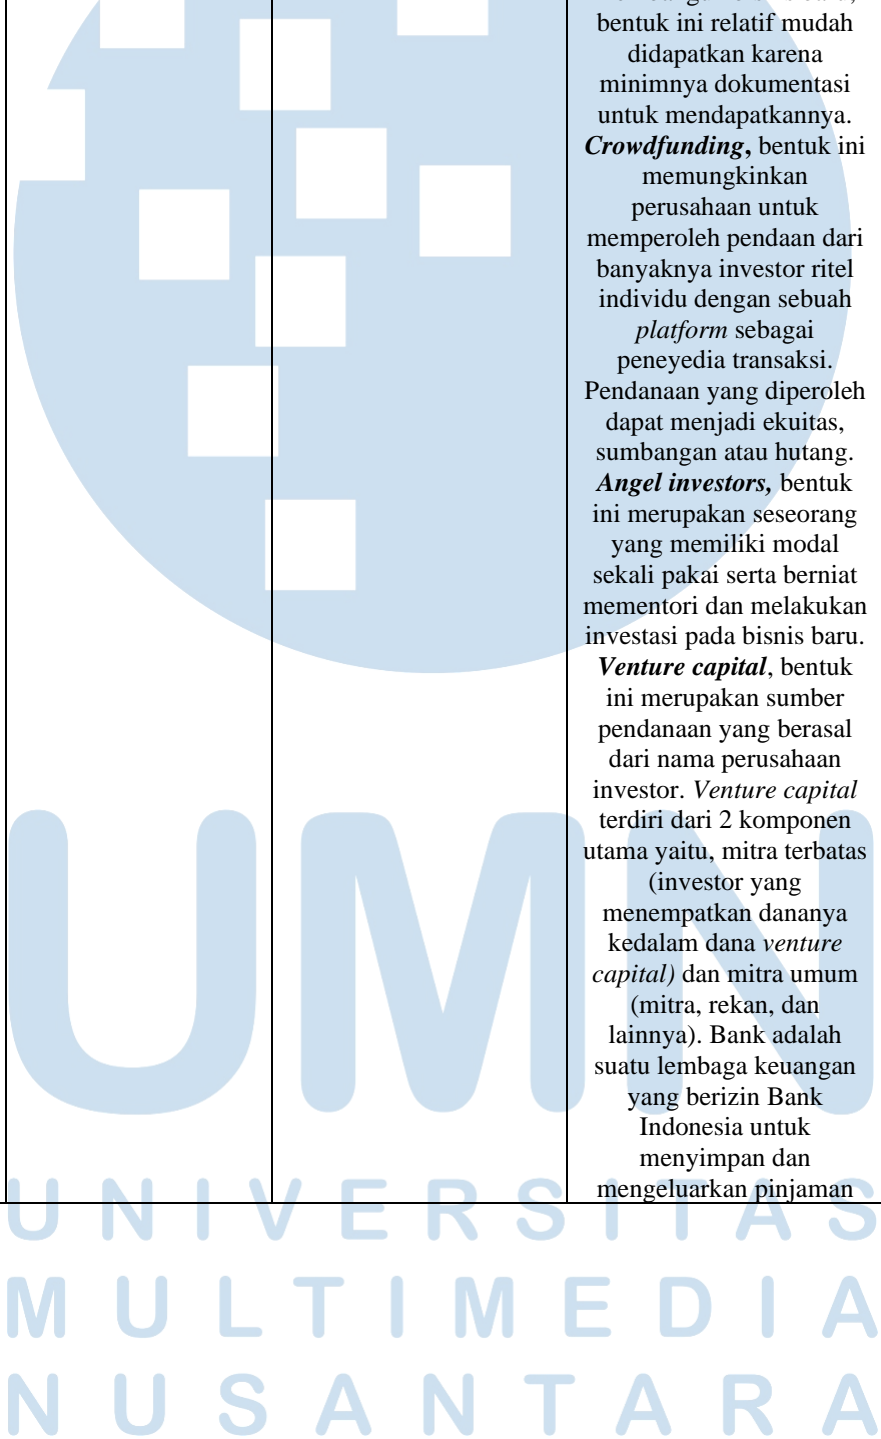 bentuk ini relatif mudah
didapatkan karena
minimnya dokumentasi
untuk mendapatkannya.
Crowdfunding, bentuk ini
memungkinkan
perusahaan untuk
memperoleh pendaan dari
banyaknya investor ritel
individu dengan sebuah
platform sebagai
peneyedia transaksi.
Pendanaan yang diperoleh
dapat menjadi ekuitas,
sumbangan atau hutang.
Angel investors, bentuk
ini merupakan seseorang
yang memiliki modal
sekali pakai serta berniat
mementori dan melakukan
investasi pada bisnis baru.
Venture capital, bentuk
ini merupakan sumber
pendanaan yang berasal
dari nama perusahaan
investor. Venture capital
terdiri dari 2 komponen
utama yaitu, mitra terbatas
(investor yang
menempatkan dananya
kedalam dana venture
capital) dan mitra umum
(mitra, rekan, dan
lainnya). Bank adalah
suatu lembaga keuangan
yang berizin Bank
Indonesia untuk
menyimpan dan
mengeluarkan pinjaman
UMN
UNIVERSITAS
MULTIMEDIA
NUSANTARA